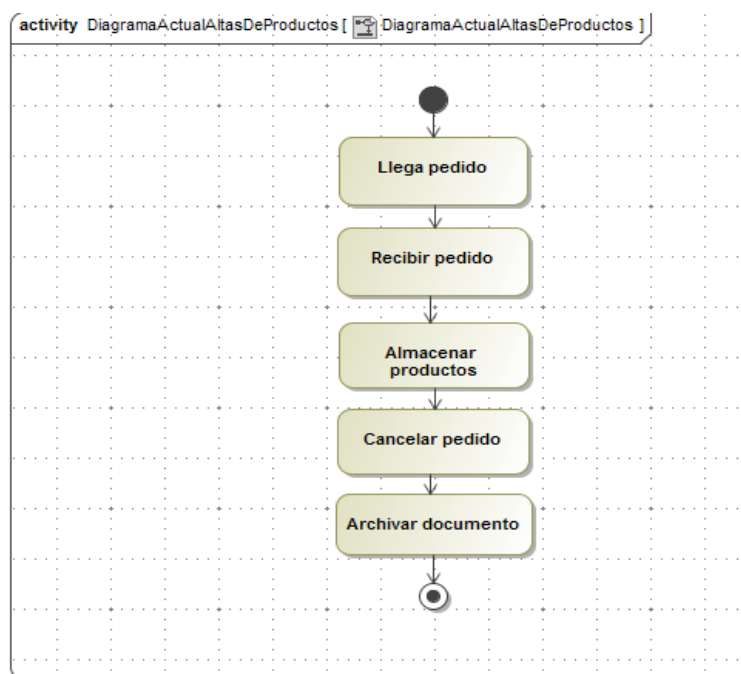 activity DiagramaActualAltasDeProductos [ DiagramaActualAltasDeProductos ]
Llega pedido
Recibir pedido
Almacenar
productos
Cancelar pedido
Archivar documento